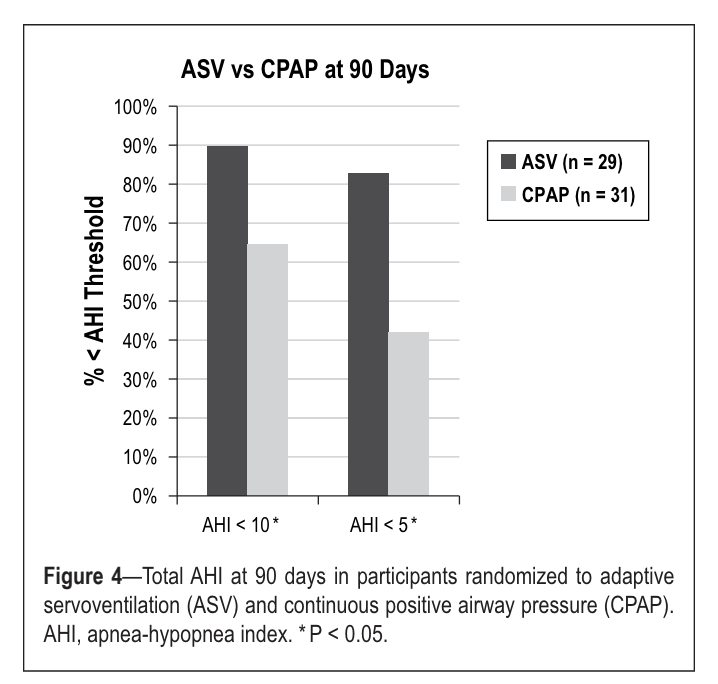 ASV vs CPAP at 90 Days
% < AHI Threshold
100%
90%
80%
70%
60%
50%
40%
30%
20%
10%
0%
AHI < 10 *
AHI < 5 *
ASV (n = 29)
CPAP (n = 31)
Figure 4—Total AHI at 90 days in participants randomized to adaptive
servoventilation (ASV) and continuous positive airway pressure (CPAP).
AHI, apnea-hypopnea index. *P < 0.05.